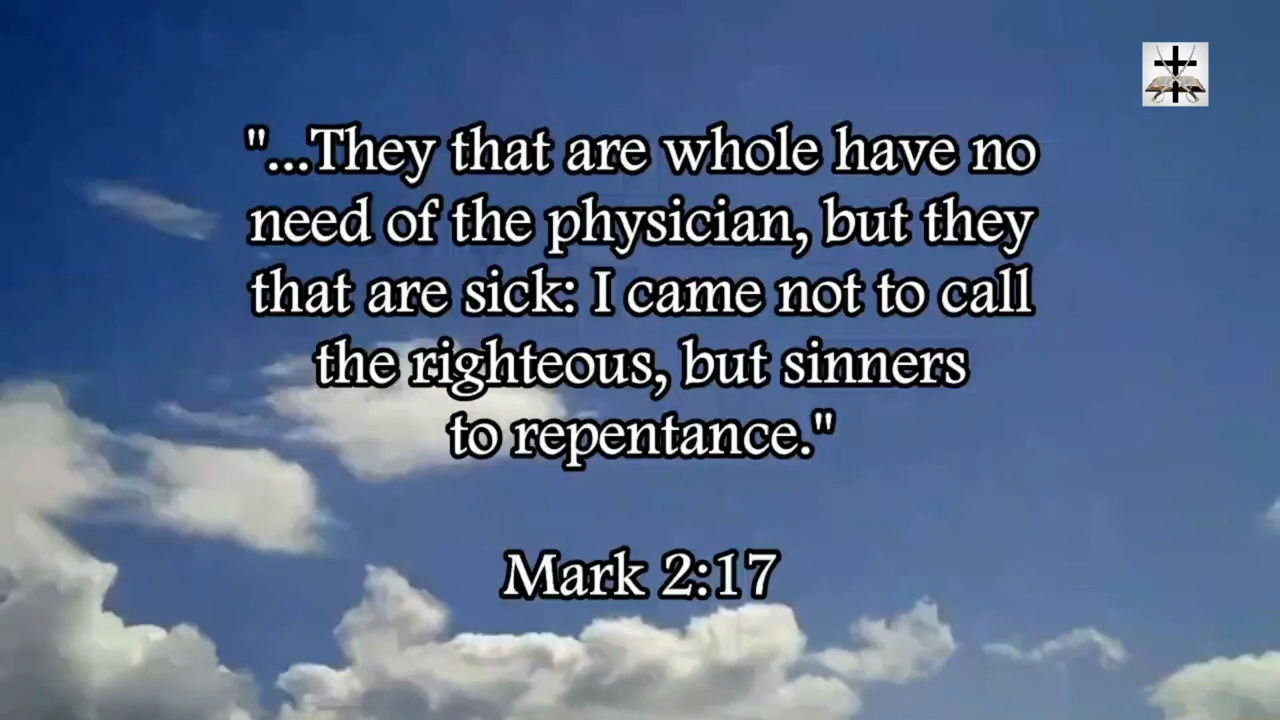 "...They that are whole have no
need of the physician, but they
that are sick: I came not to call
the righteous, but sinners
to repentance."
Mark 2:17